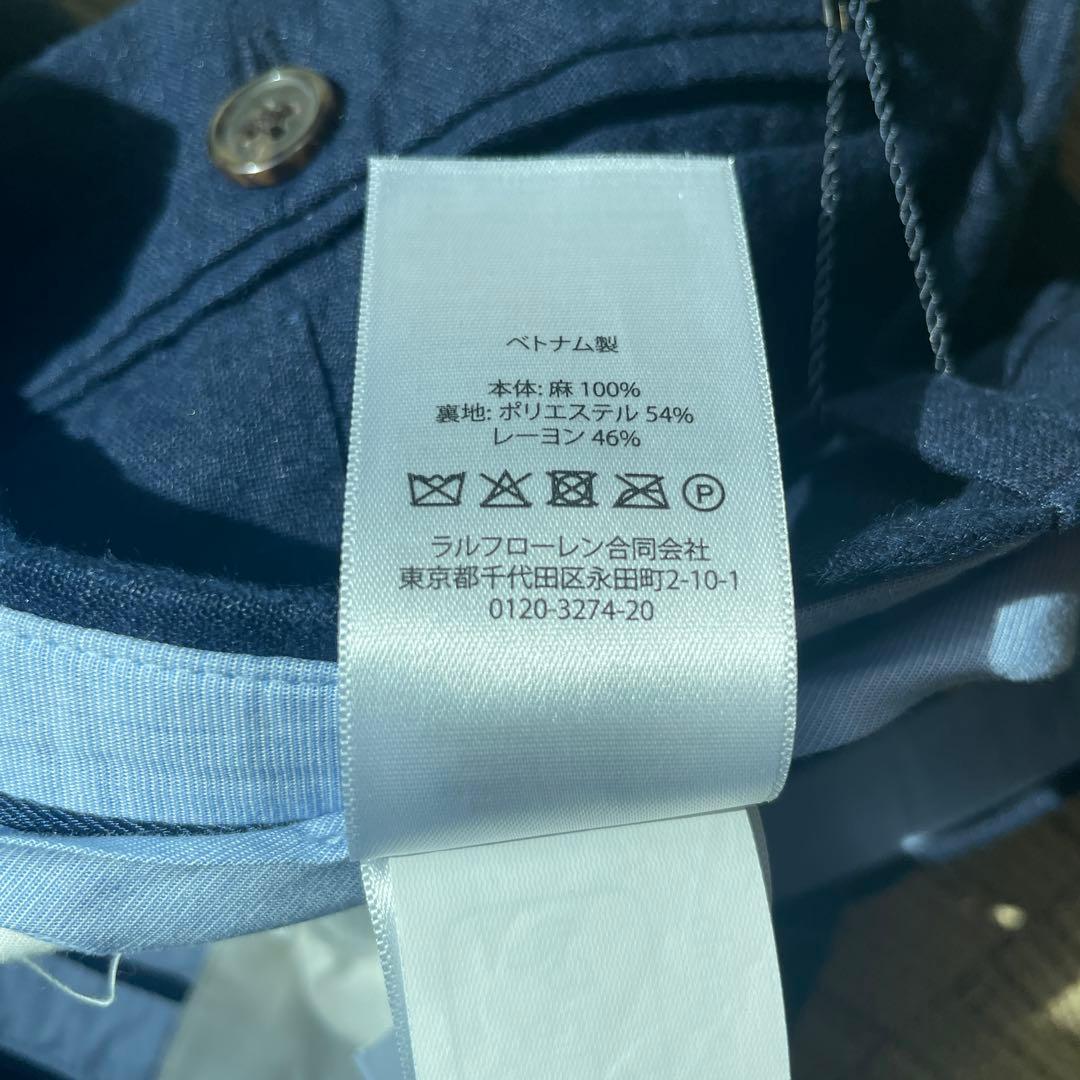 ベトナム製
本体: 麻 100%
裏地: ポリエステル 54%
レーヨン 46%
P
ラルフローレン合同会社
東京都千代田区永田町2-10-1
0120-3274-20